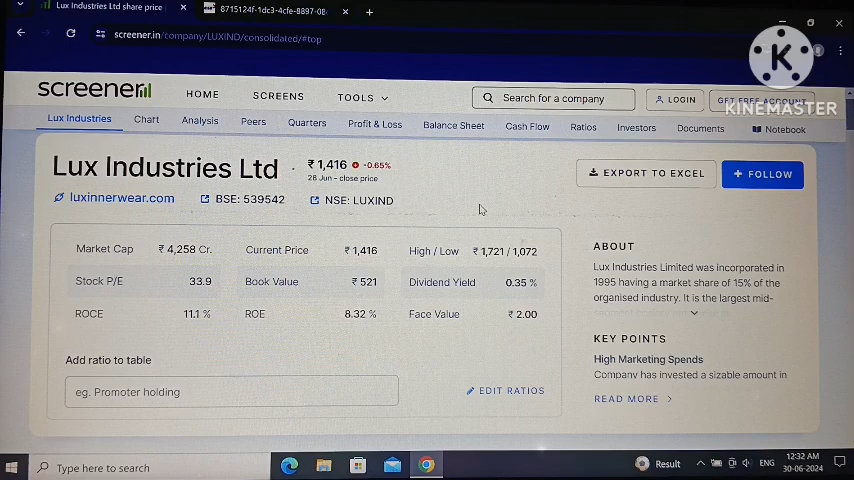 Lux Industries Ltd share price
8715124f-1dc3-4cfe-8897-08
screener.in/company/LUXIND/consolidated/#top
KINEMASTER
screener
HOME
SCREENS
TOOLS
Search for a company
LOGIN
GET FREE ACCOUNT
Lux Industries
Chart
Analysis
Peers
Quarters
Profit & Loss
Balance Sheet
Cash Flow
Ratios
Investors
Documents
Notebook
Lux Industries Ltd
₹ 1,416 -0.65%
28 Jun - close price
EXPORT TO EXCEL
+ FOLLOW
luxinnerwear.com
BSE: 539542
NSE: LUXIND
Market Cap ₹ 4,258 Cr.
Current Price ₹ 1,416
High / Low ₹ 1,721 / 1,072
Stock P/E 33.9
Book Value ₹ 521
Dividend Yield 0.35 %
ROCE 11.1 %
ROE 8.32 %
Face Value ₹ 2.00
Add ratio to table
eg. Promoter holding
EDIT RATIOS
ABOUT
Lux Industries Limited was incorporated in
1995 having a market share of 15% of the
organised industry. It is the largest mid-
KEY POINTS
High Marketing Spends
Company has invested a sizable amount in
READ MORE
Type here to search
Result
ENG
12:32 AM
30-06-2024